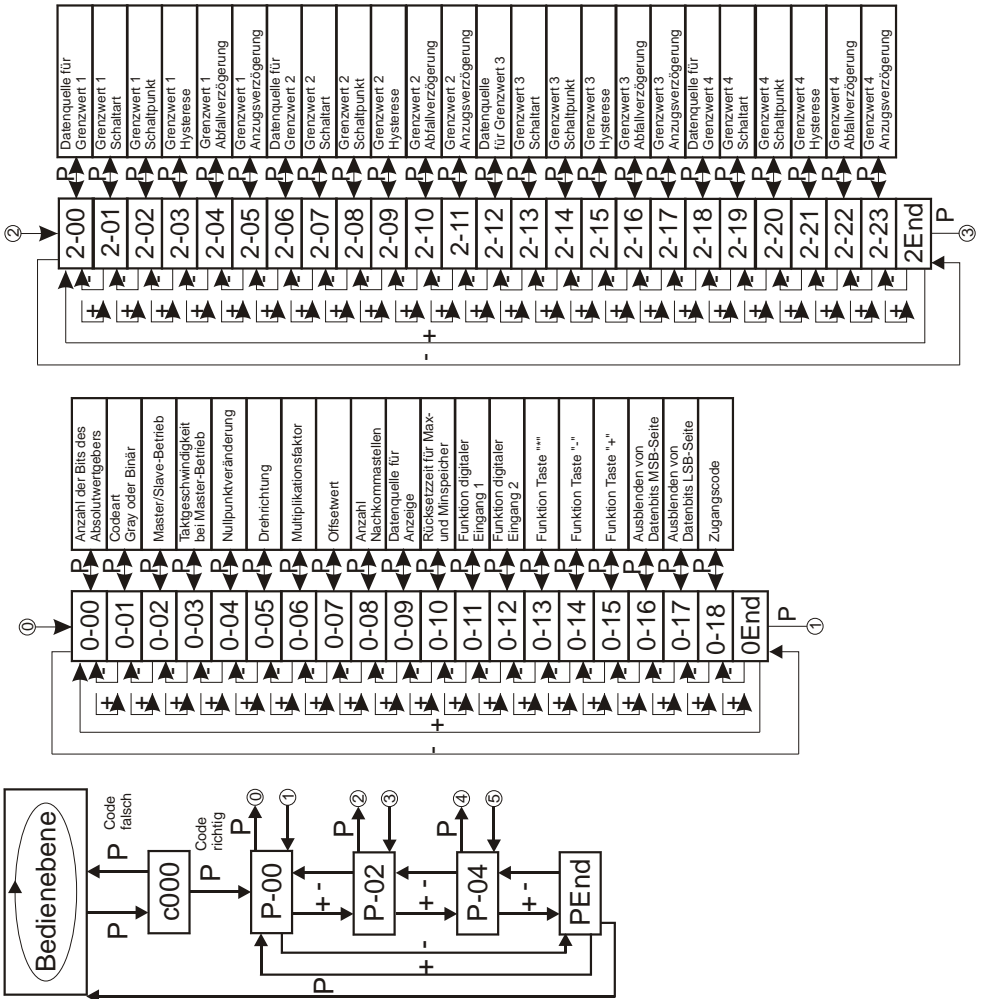 Bedienebene
P
P
Code
falsch
c000
P
Code
richtig
P-00
P
⓪
①
+ -
P-02
P
②
③
+ -
P-04
P
④
⑤
+ -
PEnd
-
+
P
⓪
0-00
P
Anzahl der Bits des
Absolutwertgebers
+ -
0-01
P
Codeart
Gray oder Binär
+ -
0-02
P
Master/Slave-Betrieb
+ -
0-03
P
Taktgeschwindigkeit
bei Master-Betrieb
+ -
0-04
P
Nullpunktveränderung
+ -
0-05
P
Drehrichtung
+ -
0-06
P
Multiplikationsfaktor
+ -
0-07
P
Offsetwert
+ -
0-08
P
Anzahl
Nachkommastellen
+ -
0-09
P
Datenquelle für
Anzeige
+ -
0-10
P
Rücksetzzeit für Max-
und Minspeicher
+ -
0-11
P
Funktion digitaler
Eingang 1
+ -
0-12
P
Funktion digitaler
Eingang 2
+ -
0-13
P
Funktion Taste "*"
+ -
0-14
P
Funktion Taste "-"
+ -
0-15
P
Funktion Taste "+"
+ -
0-16
P
Ausblenden von
Datenbits MSB-Seite
+ -
0-17
P
Ausblenden von
Datenbits LSB-Seite
+ -
0-18
P
Zugangscode
+ -
0End
P
①
+
-
②
2-00
P
Datenquelle für
Grenzwert 1
+ -
2-01
P
Grenzwert 1
Schaltart
+ -
2-02
P
Grenzwert 1
Schaltpunkt
+ -
2-03
P
Grenzwert 1
Hysterese
+ -
2-04
P
Grenzwert 1
Abfallverzögerung
+ -
2-05
P
Grenzwert 1
Anzugsverzögerung
+ -
2-06
P
Datenquelle für
Grenzwert 2
+ -
2-07
P
Grenzwert 2
Schaltart
+ -
2-08
P
Grenzwert 2
Schaltpunkt
+ -
2-09
P
Grenzwert 2
Hysterese
+ -
2-10
P
Grenzwert 2
Abfallverzögerung
+ -
2-11
P
Grenzwert 2
Anzugsverzögerung
+ -
2-12
P
Datenquelle
für Grenzwert 3
+ -
2-13
P
Grenzwert 3
Schaltart
+ -
2-14
P
Grenzwert 3
Schaltpunkt
+ -
2-15
P
Grenzwert 3
Hysterese
+ -
2-16
P
Grenzwert 3
Abfallverzögerung
+ -
2-17
P
Grenzwert 3
Anzugsverzögerung
+ -
2-18
P
Datenquelle für
Grenzwert 4
+ -
2-19
P
Grenzwert 4
Schaltart
+ -
2-20
P
Grenzwert 4
Schaltpunkt
+ -
2-21
P
Grenzwert 4
Hysterese
+ -
2-22
P
Grenzwert 4
Abfallverzögerung
+ -
2-23
P
Grenzwert 4
Anzugsverzögerung
+ -
2End
P
③
+
-